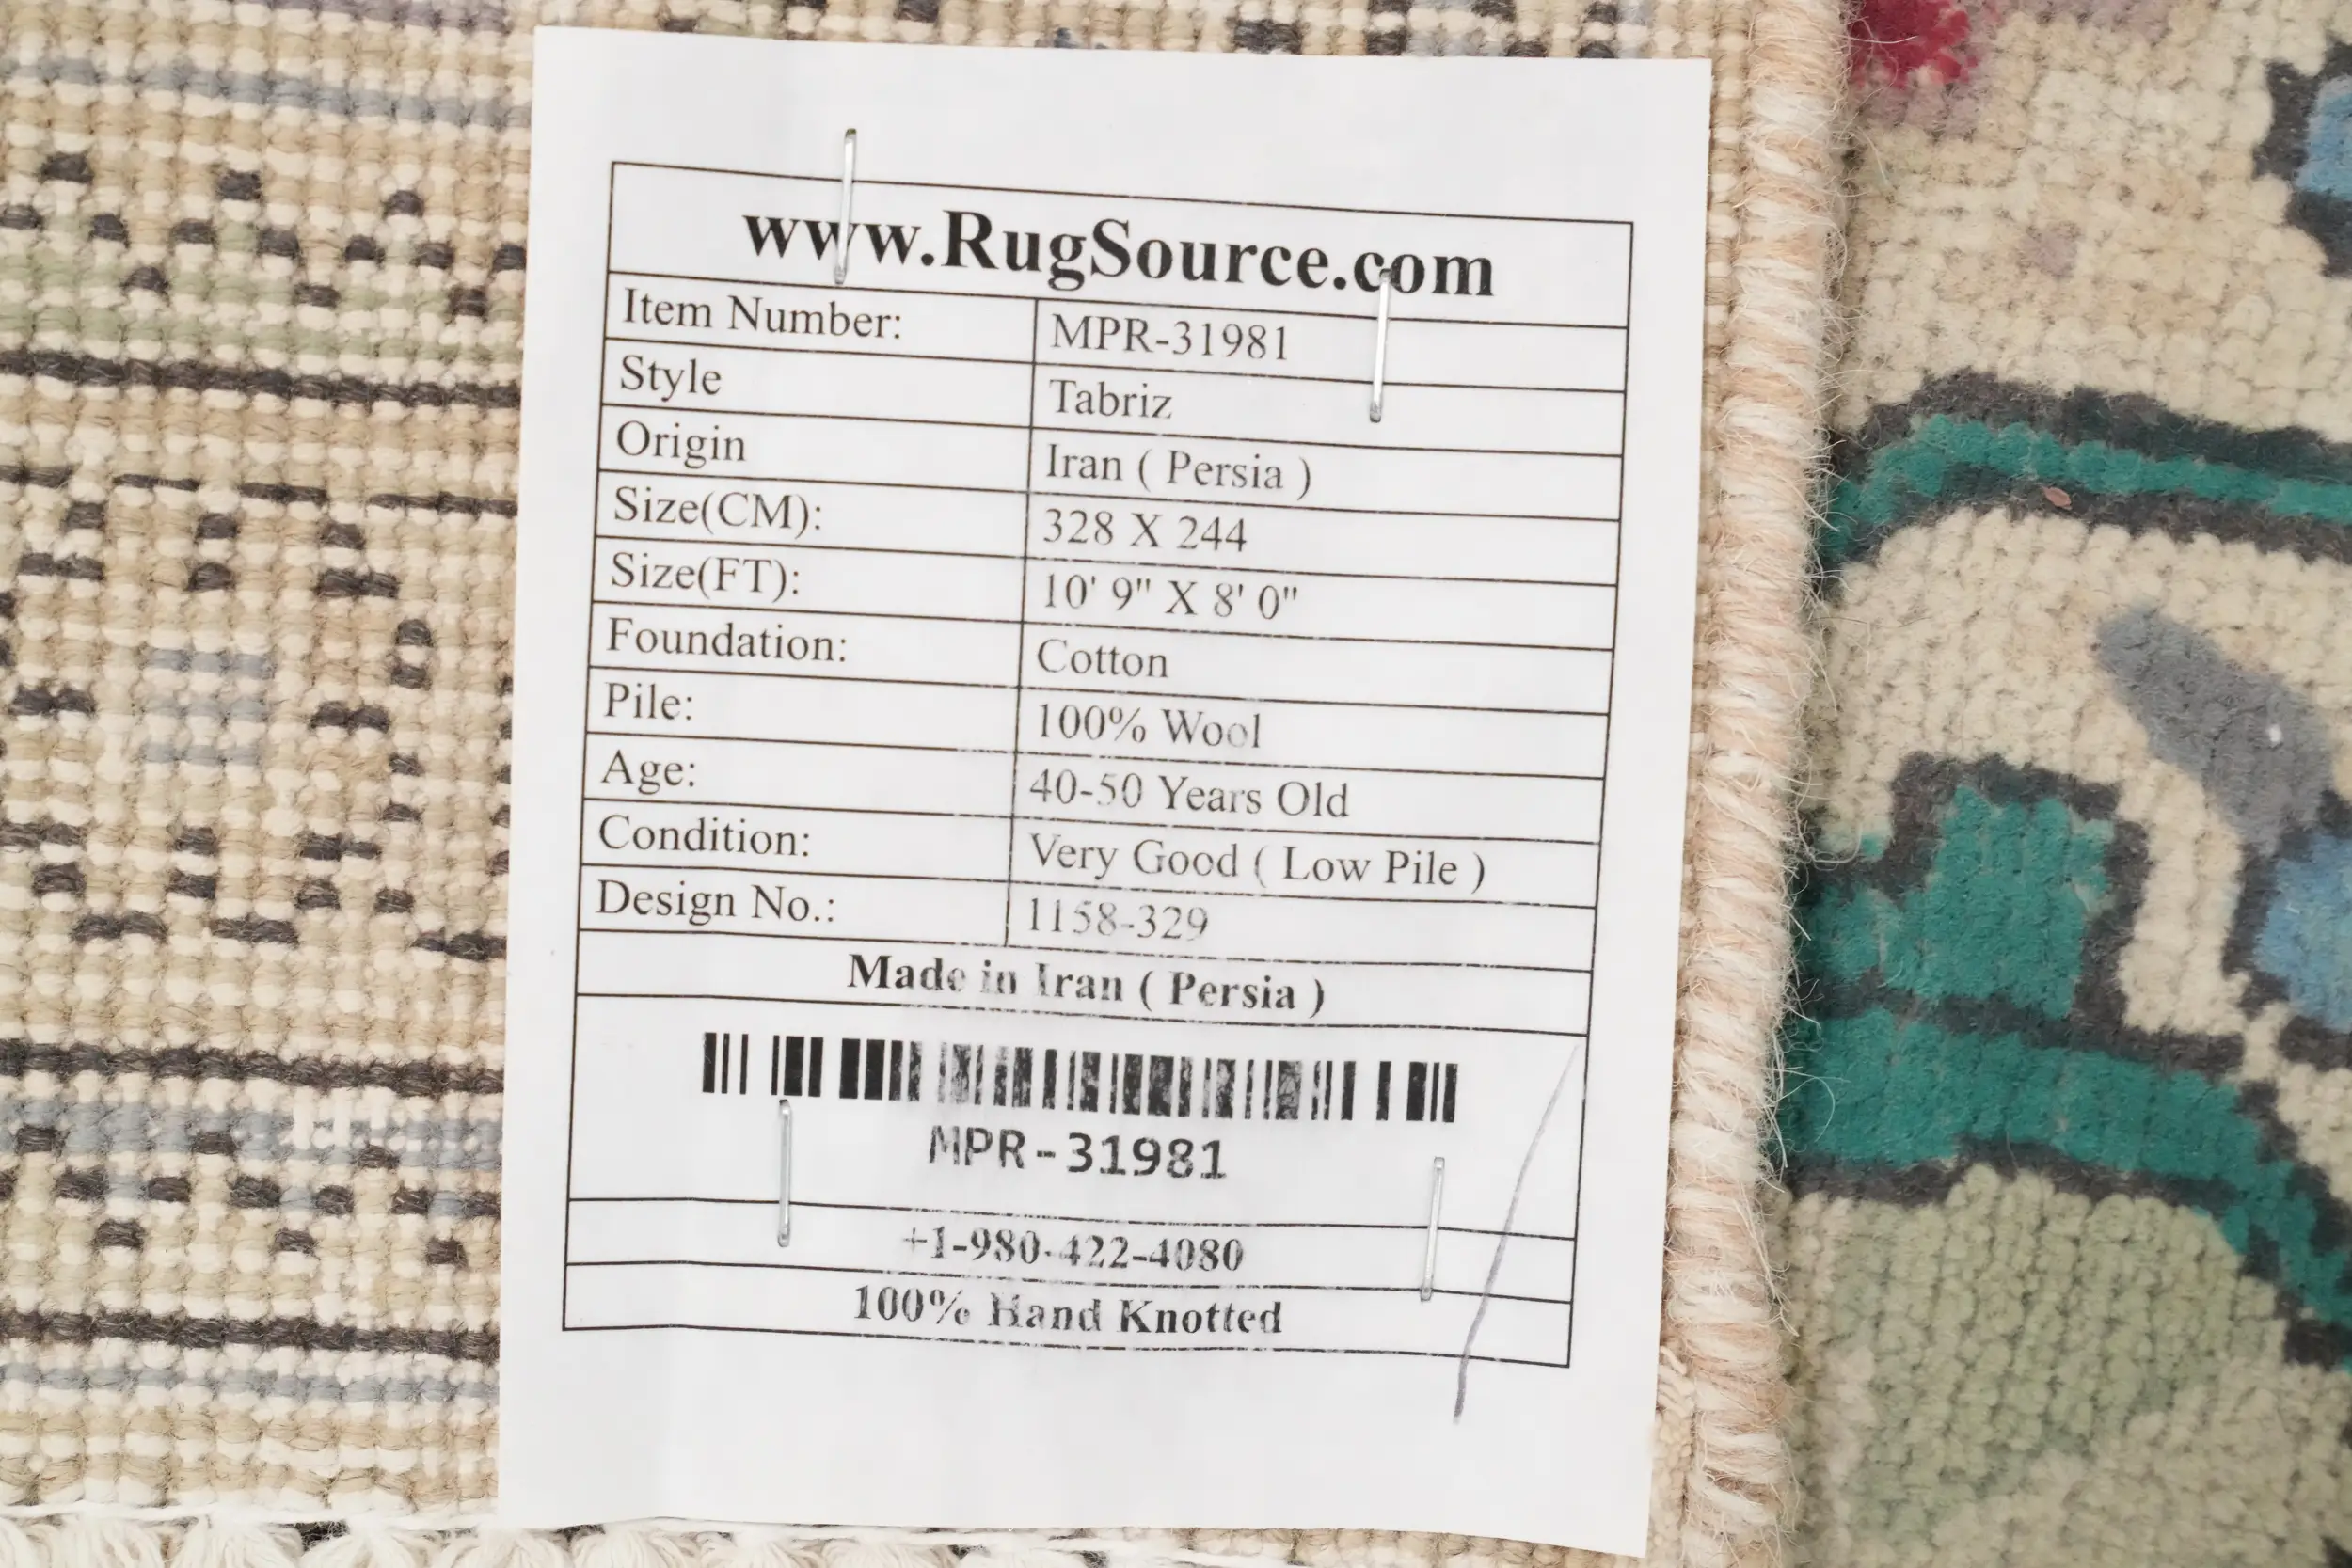 www.RugSource.com
Item Number: MPR-31981
Style Tabriz
Origin Iran ( Persia )
Size(CM): 328 X 244
Size(FT): 10' 9" X 8' 0"
Foundation: Cotton
Pile: 100% Wool
Age: 40-50 Years Old
Condition: Very Good ( Low Pile )
Design No.: 1158-329
Made in Iran ( Persia )
MPR-31981
+1-980-422-4080
100% Hand Knotted